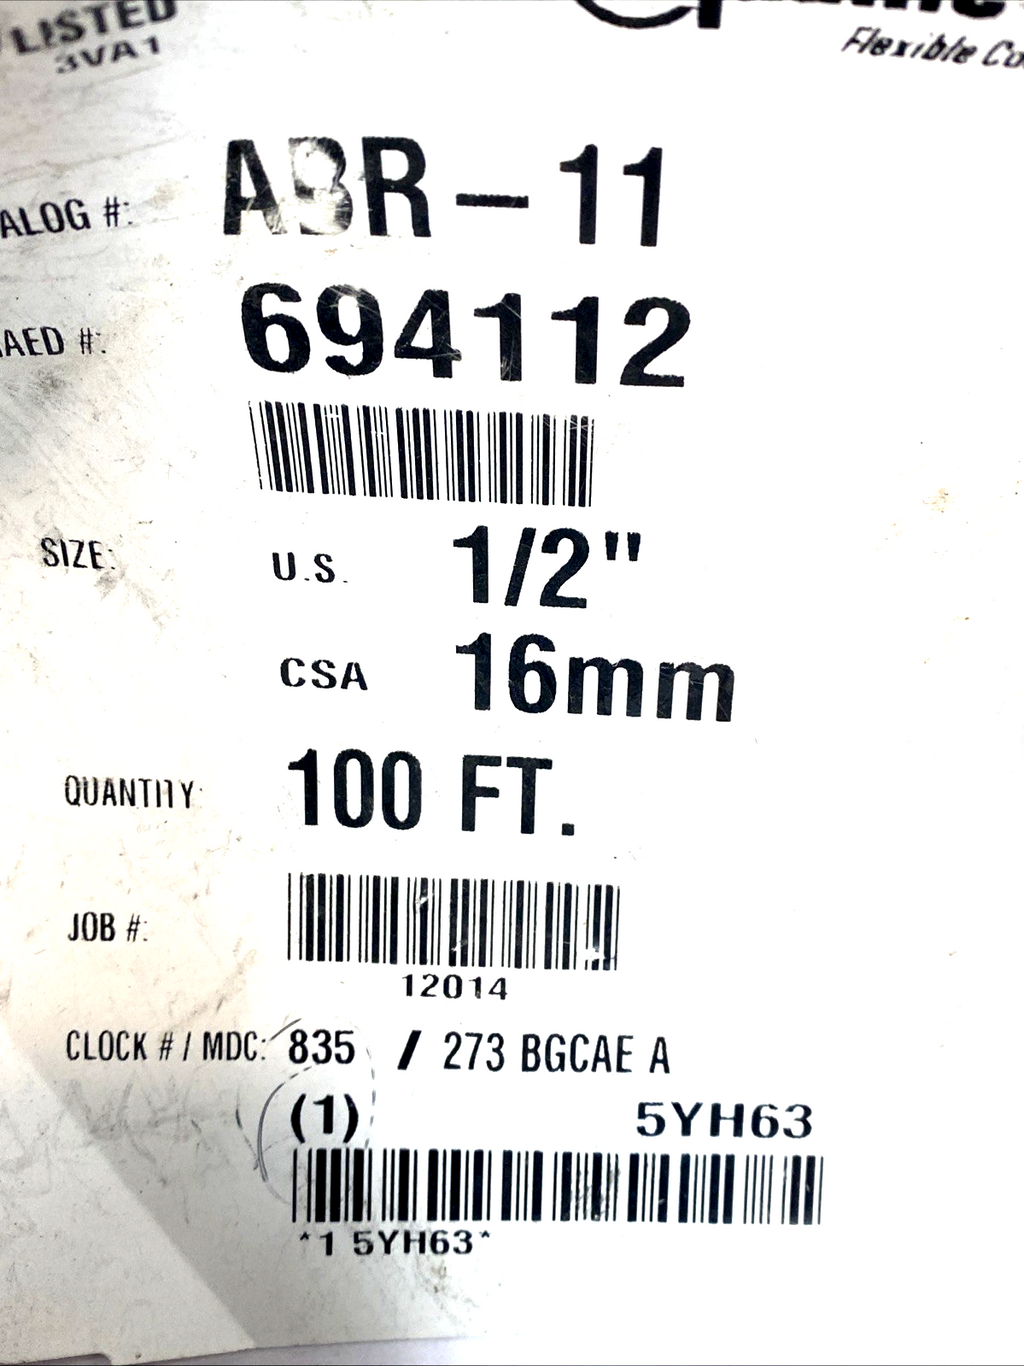 LISTED
3VA1
Flexible Co
ALOG #: ABR-11
AED #: 694112
SIZE: U.S. 1/2"
CSA 16mm
QUANTITY: 100 FT.
JOB #:
12014
CLOCK # / MDC: 835 / 273 BGCAE A
(1) 5YH63
*1 5YH63*